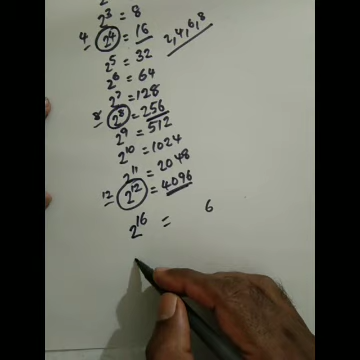 2³ = 8
4 2⁴ = 16
2, 4, 6, 8
2⁵ = 32
2⁶ = 64
2⁷ = 128
8 2⁸ = 256
2⁹ = 512
2¹⁰ = 1024
2¹¹ = 2048
12 2¹² = 4096
2¹⁶ = 6